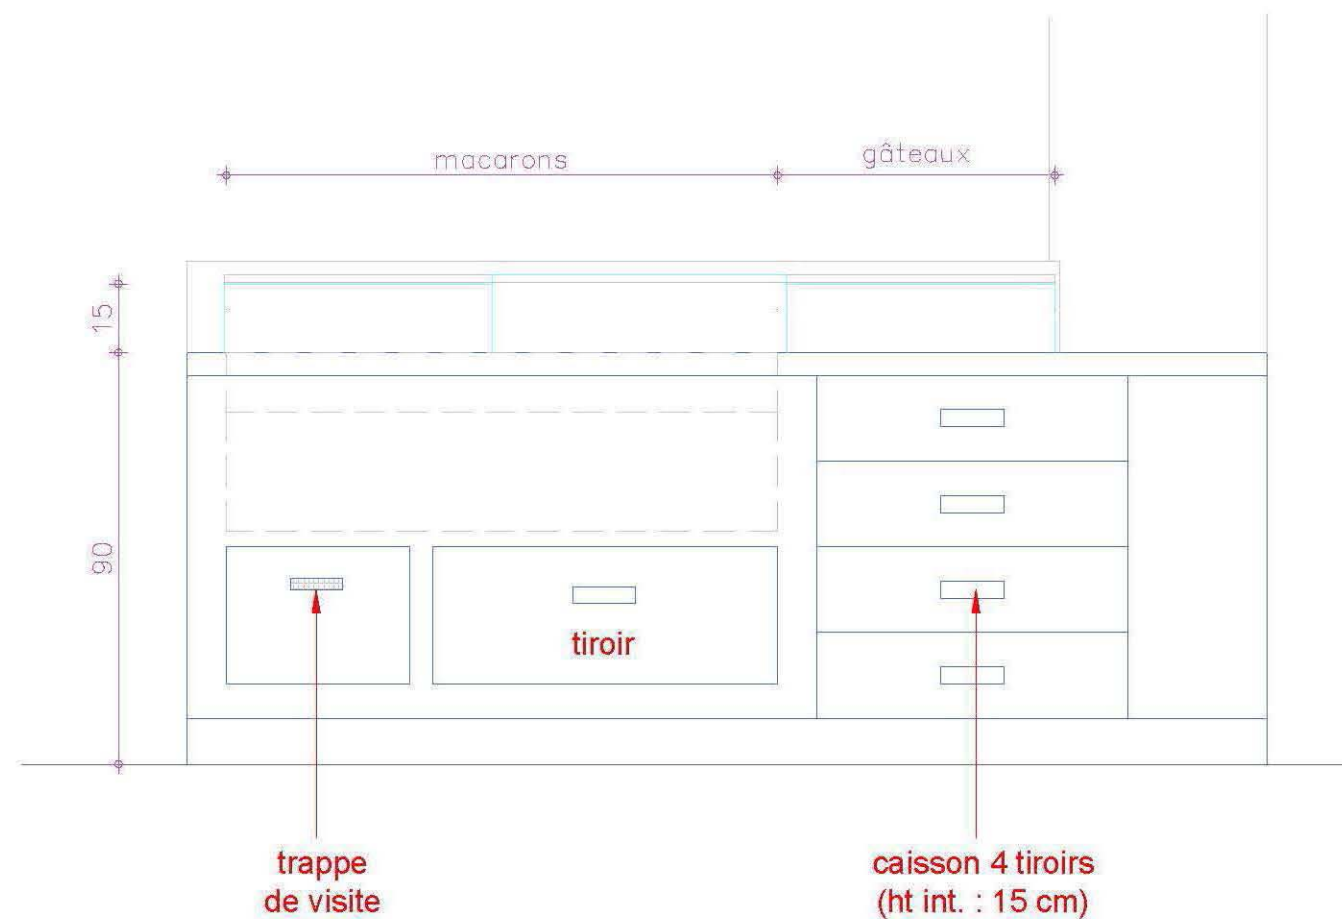 macarons
gâteaux
15
90
tiroir
trappe
de visite
caisson 4 tiroirs
(ht int. : 15 cm)